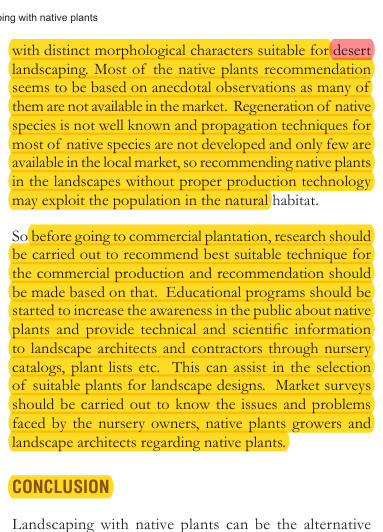 ping with native plants
with distinct morphological characters suitable for desert
landscaping. Most of the native plants recommendation
seems to be based on anecdotal observations as many of
them are not available in the market. Regeneration of native
species is not well known and propagation techniques for
most of native species are not developed and only few are
available in the local market, so recommending native plants
in the landscapes without proper production technology
may exploit the population in the natural habitat.
So before going to commercial plantation, research should
be carried out to recommend best suitable technique for
the commercial production and recommendation should
be made based on that. Educational programs should be
started to increase the awareness in the public about native
plants and provide technical and scientific information
to landscape architects and contractors through nursery
catalogs, plant lists etc. This can assist in the selection
of suitable plants for landscape designs. Market surveys
should be carried out to know the issues and problems
faced by the nursery owners, native plants growers and
landscape architects regarding native plants.
CONCLUSION
Landscaping with native plants can be the alternative